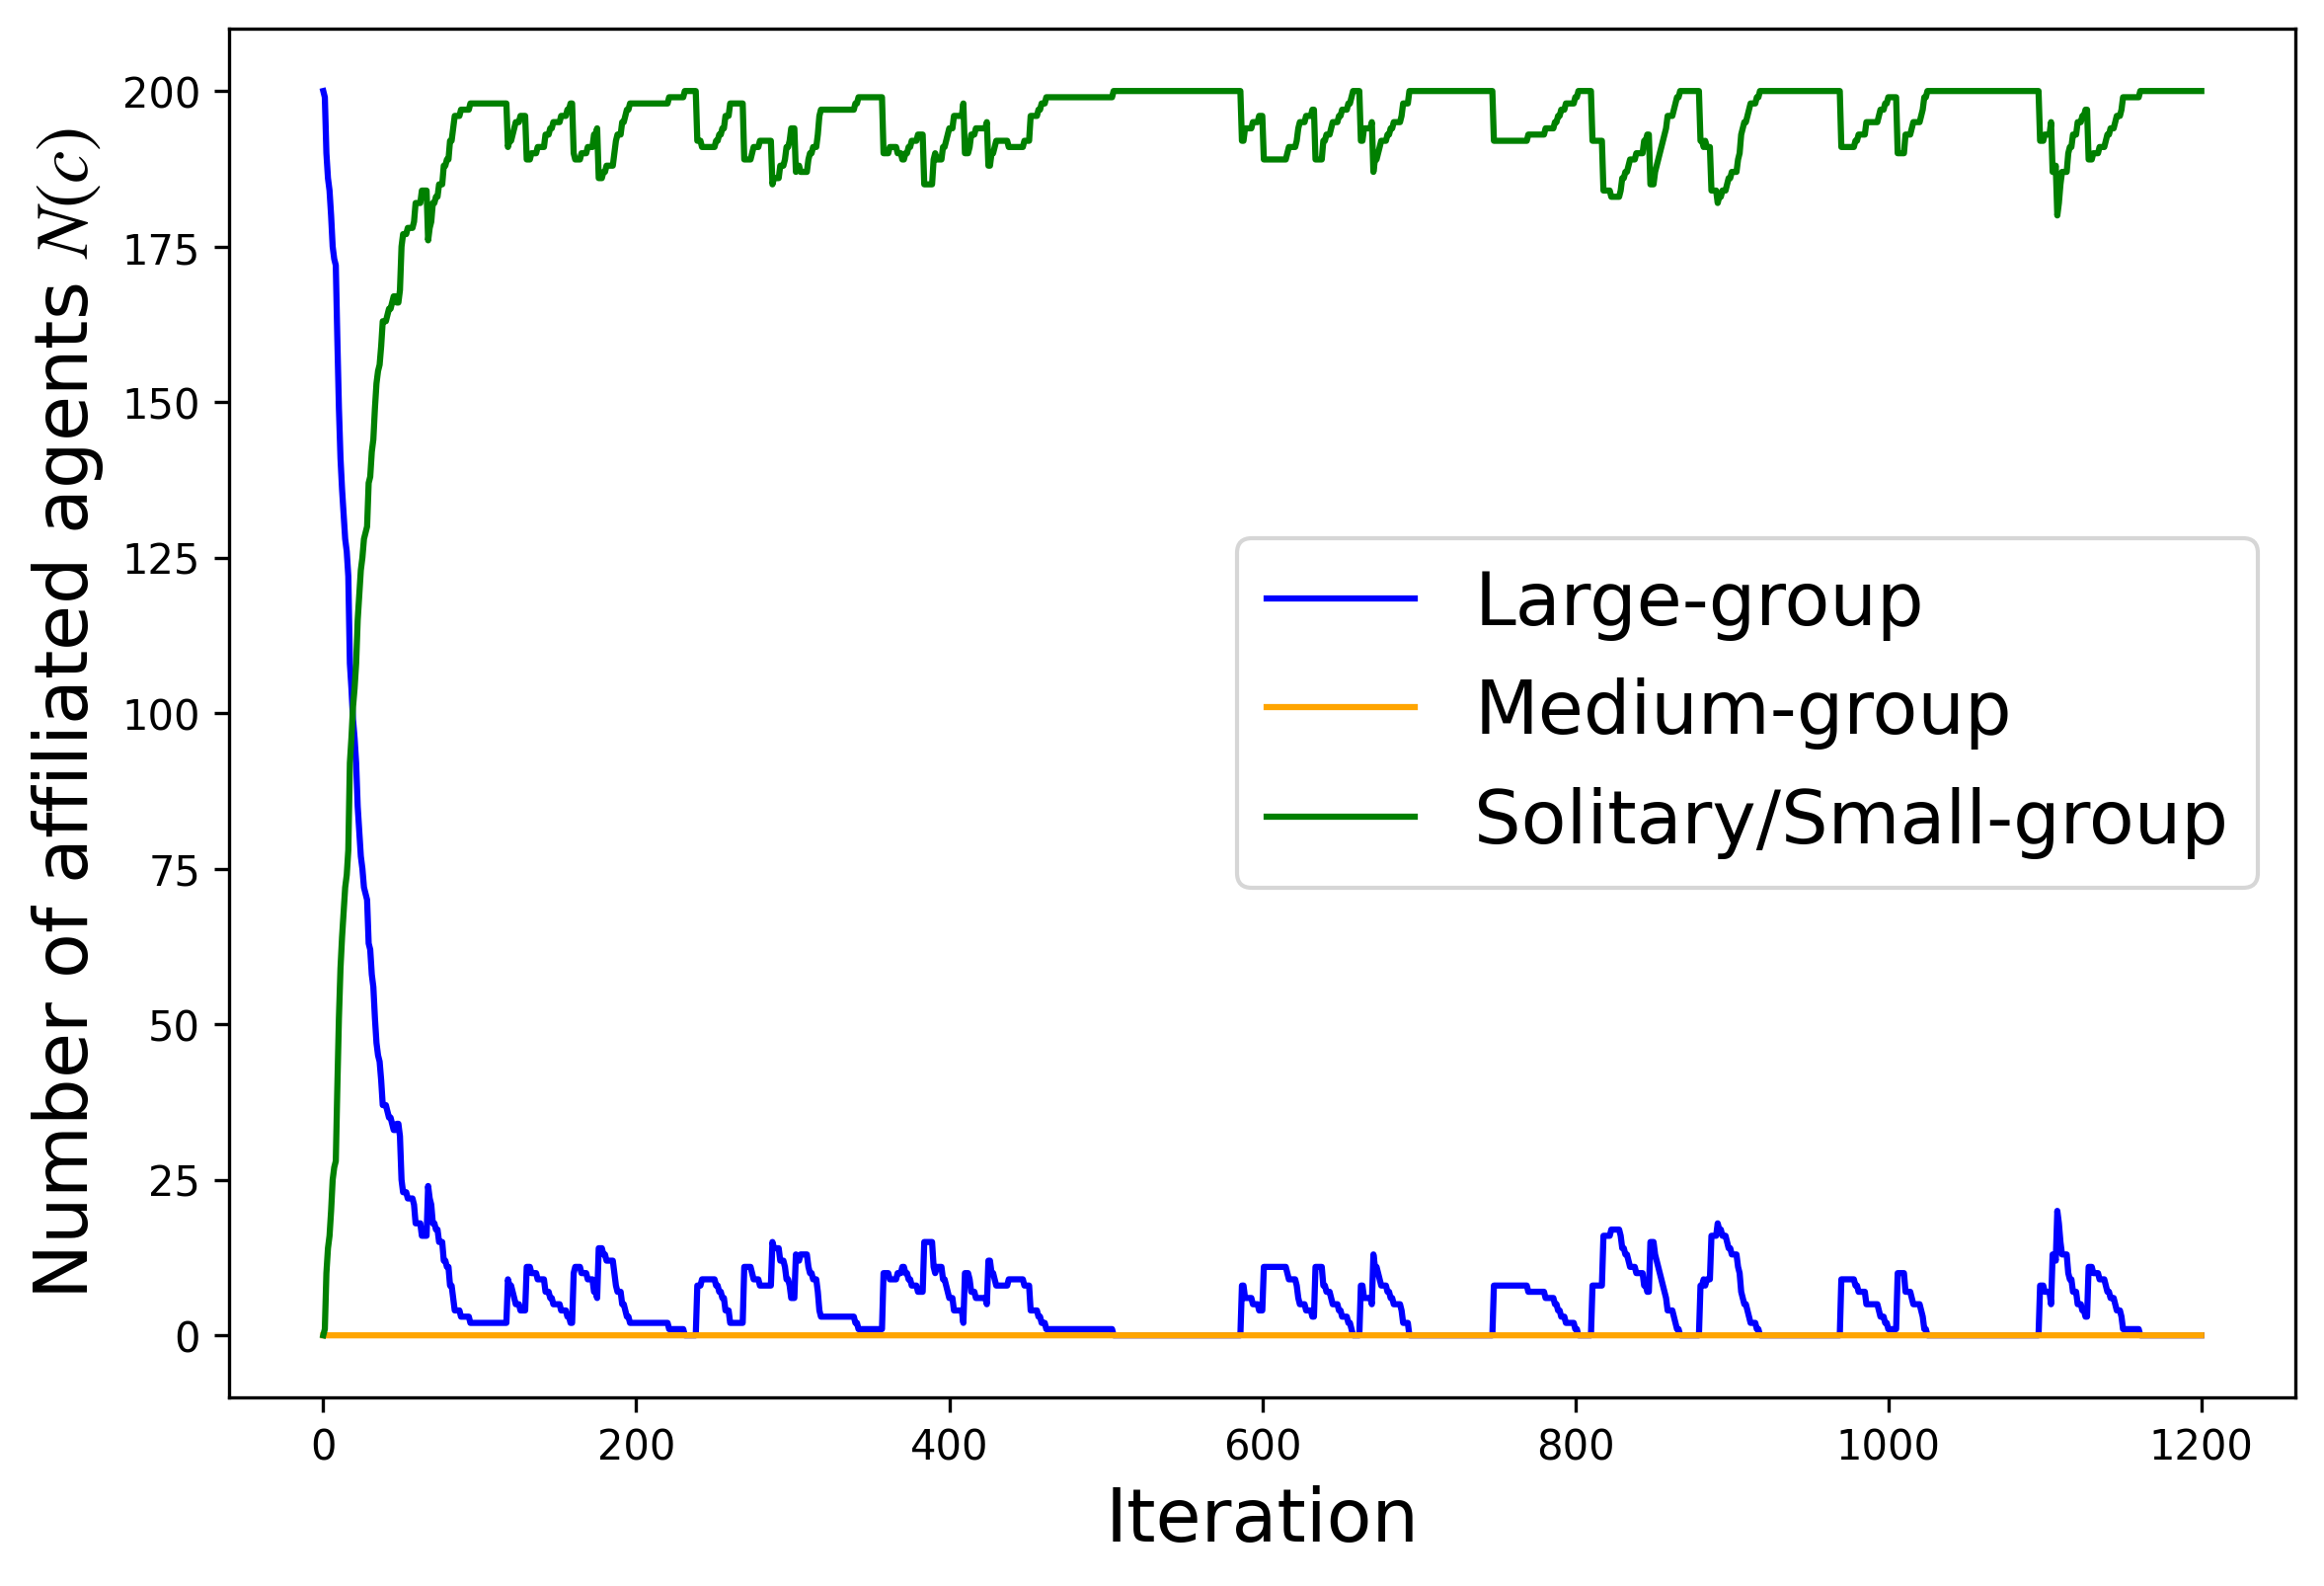 Number of affiliated agents N(c)
200
175
150
125
100
75
50
25
0
Large-group
Medium-group
Solitary/Small-group
0 200 400 600 800 1000 1200
Iteration